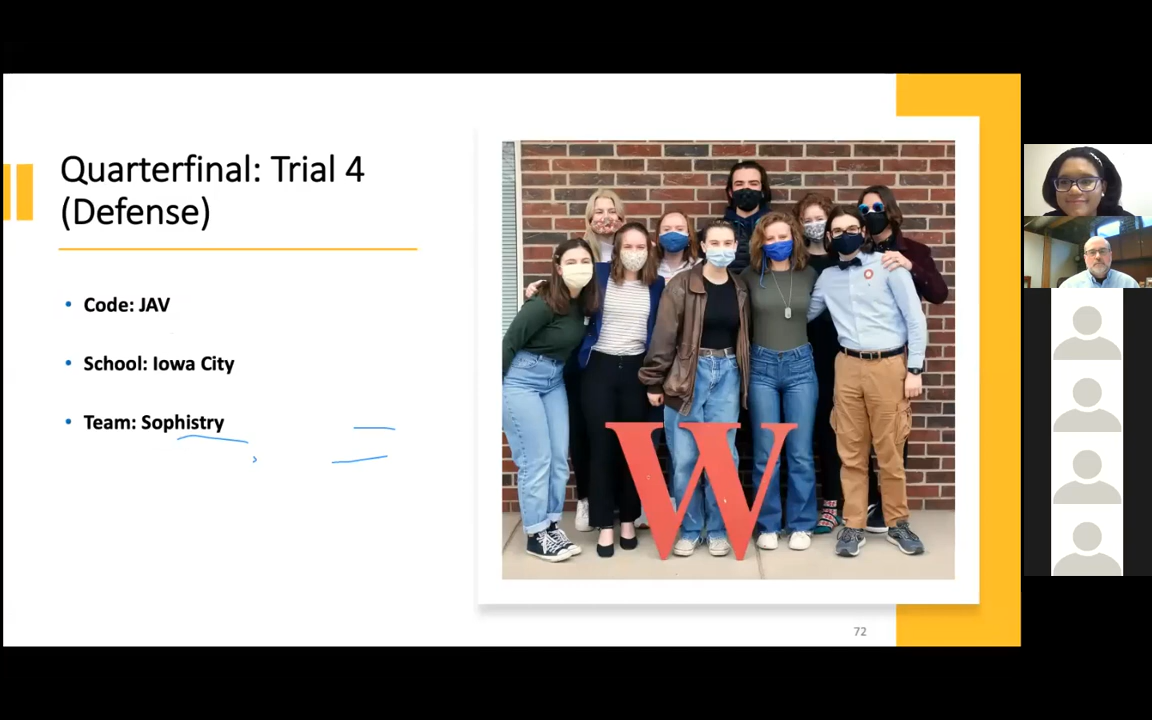 Quarterfinal: Trial 4
(Defense)
• Code: JAV
• School: Iowa City
• Team: Sophistry
W
72